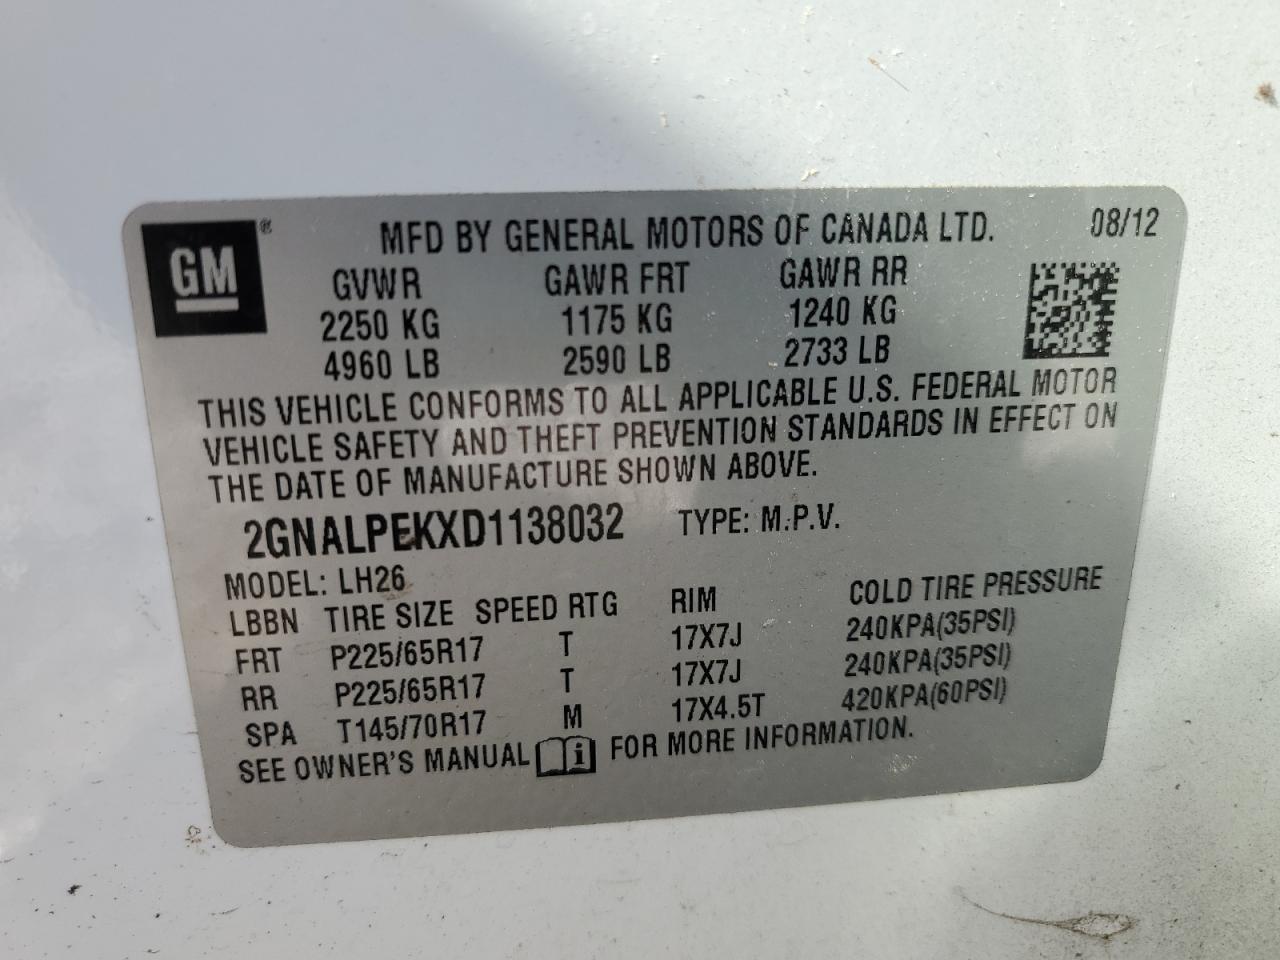 GM ® MFD BY GENERAL MOTORS OF CANADA LTD. 08/12
GVWR GAWR FRT GAWR RR
2250 KG 1175 KG 1240 KG
4960 LB 2590 LB 2733 LB
THIS VEHICLE CONFORMS TO ALL APPLICABLE U.S. FEDERAL MOTOR
VEHICLE SAFETY AND THEFT PREVENTION STANDARDS IN EFFECT ON
THE DATE OF MANUFACTURE SHOWN ABOVE.
2GNALPEKXD1138032 TYPE: M.P.V.
MODEL: LH26
LBBN TIRE SIZE SPEED RTG RIM COLD TIRE PRESSURE
FRT P225/65R17 T 17X7J 240KPA(35PSI)
RR P225/65R17 T 17X7J 240KPA(35PSI)
SPA T145/70R17 M 17X4.5T 420KPA(60PSI)
SEE OWNER'S MANUAL i FOR MORE INFORMATION.